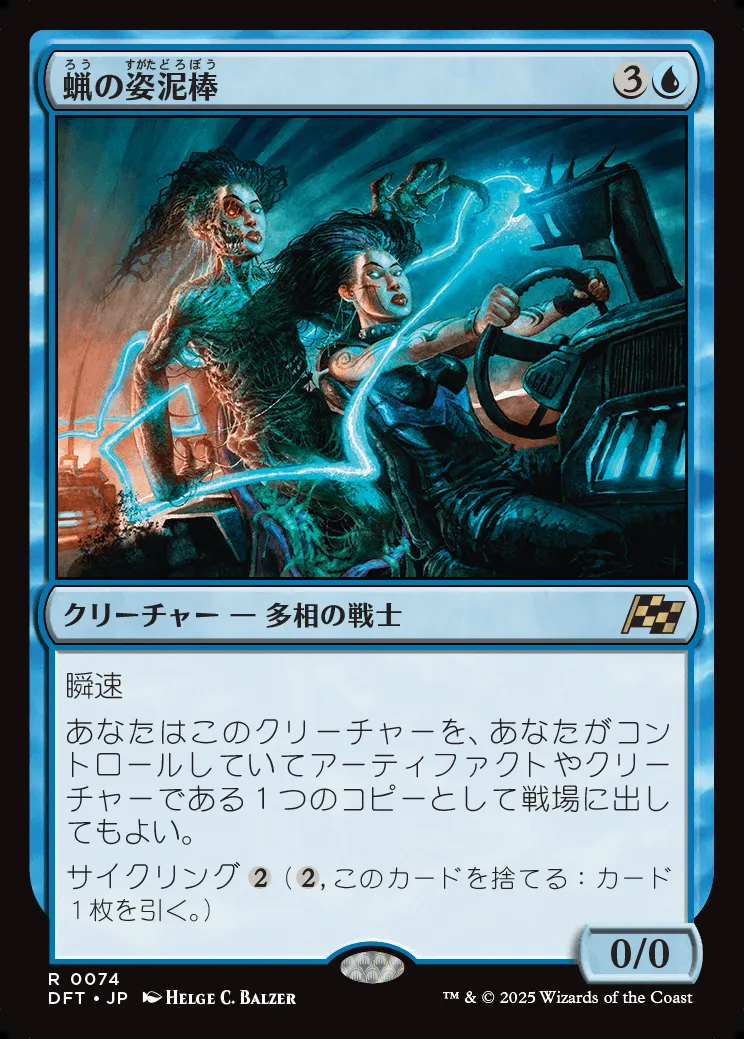 ろう すがたどろぼう
蝋の姿泥棒 3
クリーチャー — 多相の戦士
瞬速
あなたはこのクリーチャーを、あなたがコン
トロールしていてアーティファクトやクリー
チャーである1つのコピーとして戦場に出し
てもよい。
サイクリング 2 (2, このカードを捨てる：カード
1枚を引く。)
0/0
R 0074
DFT • JP HELGE C. BALZER
™ & © 2025 Wizards of the Coast